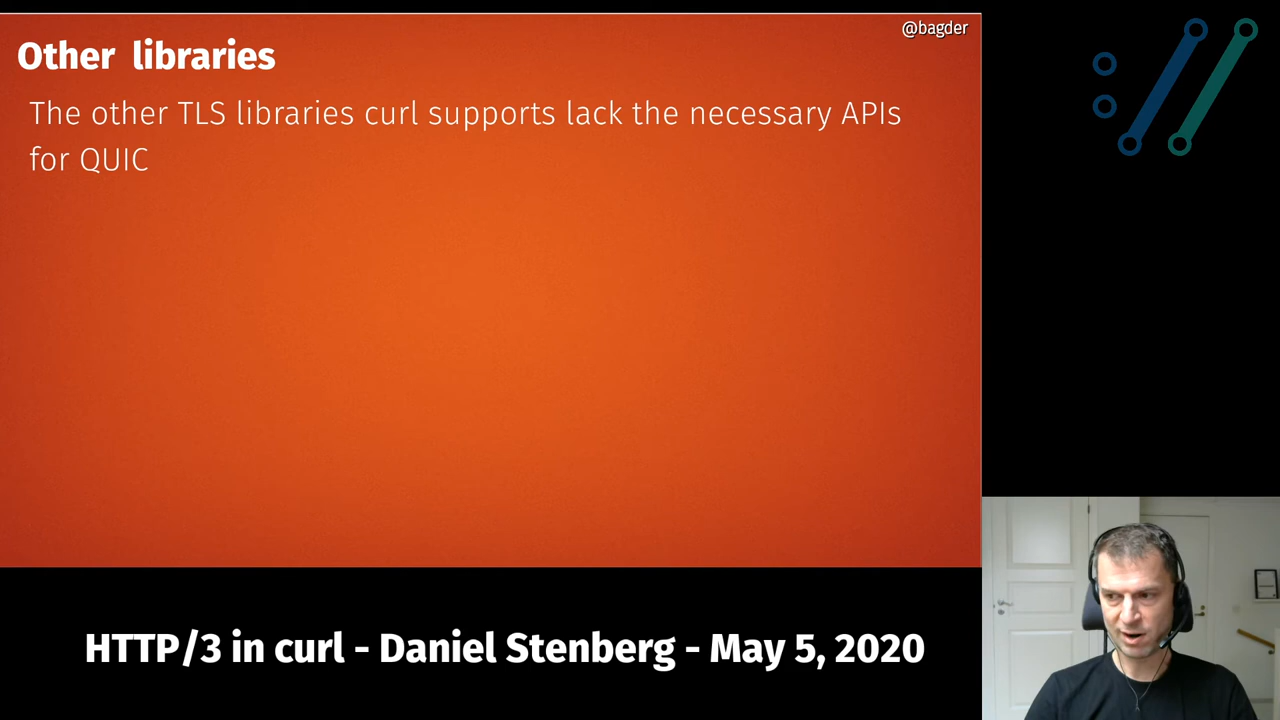 @bagder
Other libraries
The other TLS libraries curl supports lack the necessary APIs
for QUIC
HTTP/3 in curl - Daniel Stenberg - May 5, 2020